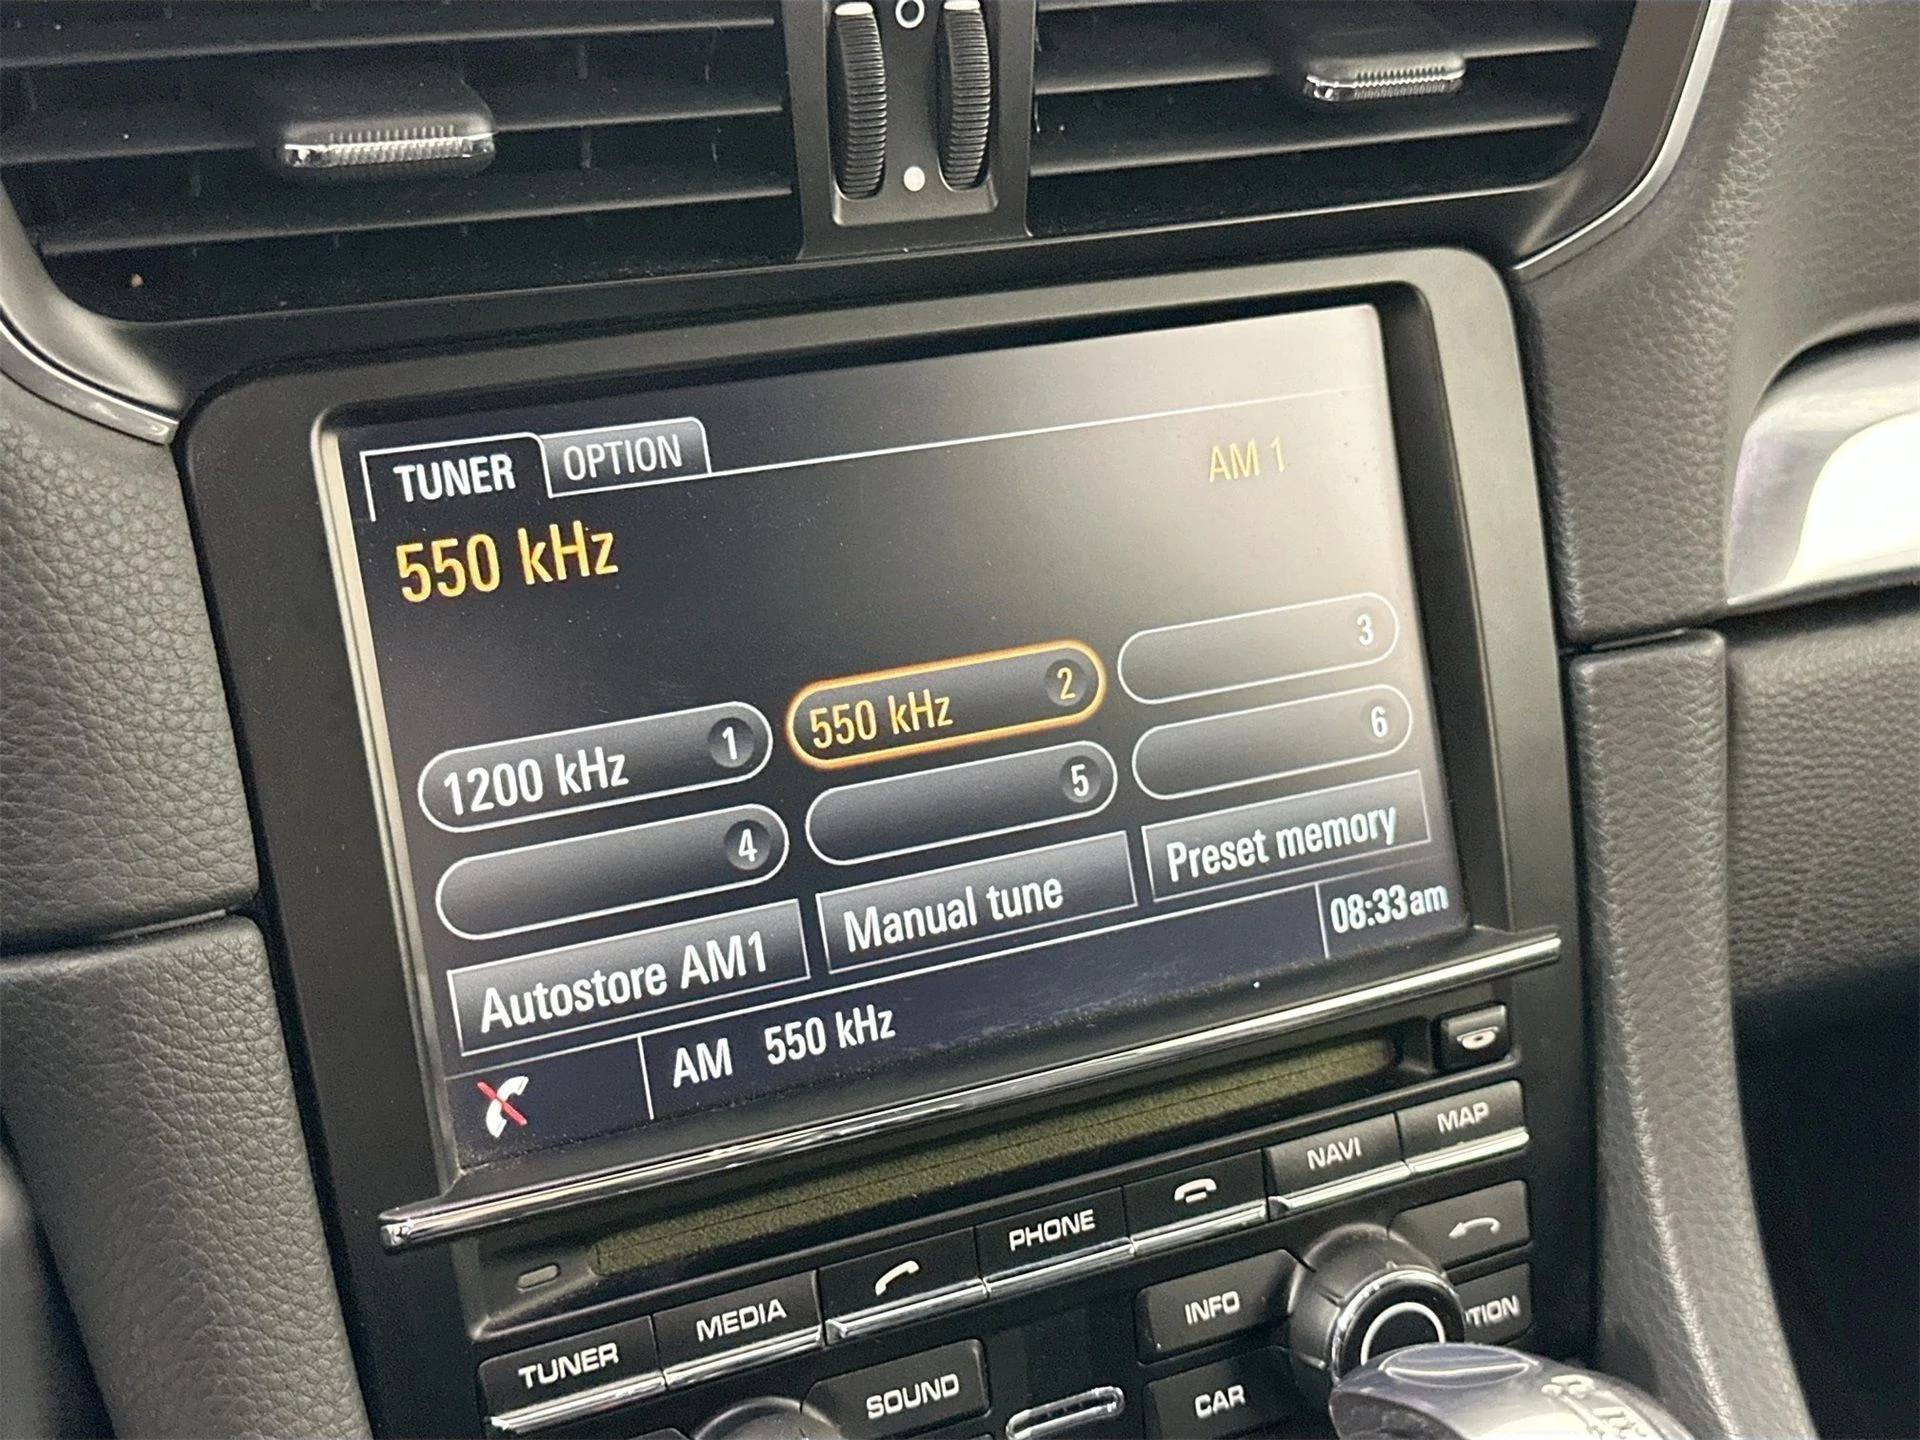 TUNER OPTION
AM 1
550 kHz
1200 kHz 1
550 kHz 2
3
4
5
6
Autostore AM1
Manual tune
Preset memory
08:33am
AM 550 kHz
TUNER
MEDIA
PHONE
NAVI
MAP
SOUND
INFO
CAR
TION